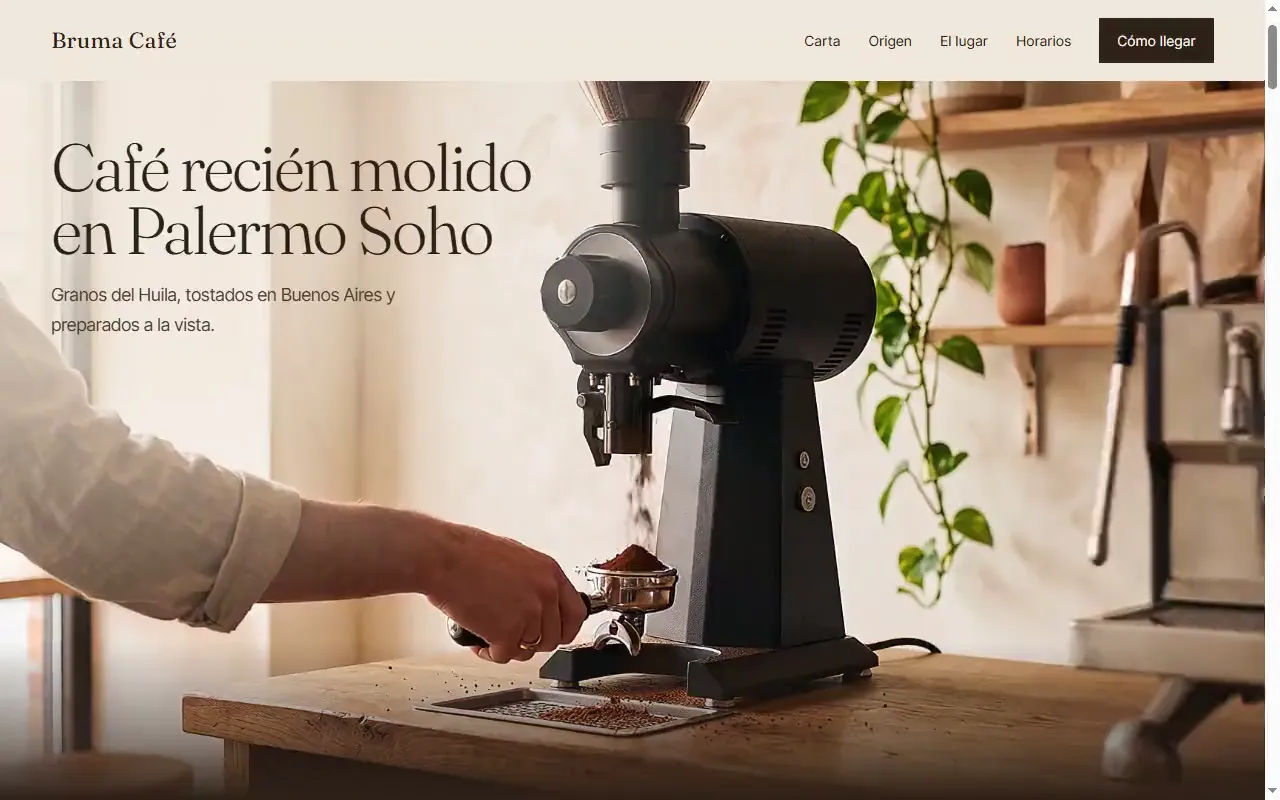 Bruma Café
Carta Origen El lugar Horarios Cómo llegar
Café recién molido
en Palermo Soho
Granos del Huila, tostados en Buenos Aires y
preparados a la vista.